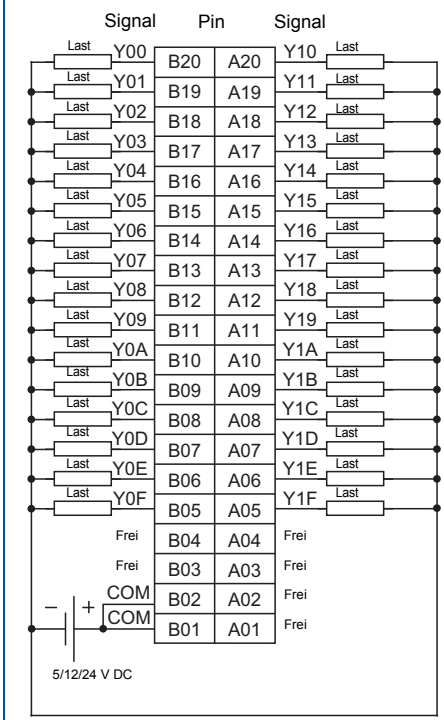 Signal Pin Signal
Last Y00 B20 A20 Y10 Last
Last Y01 B19 A19 Y11 Last
Last Y02 B18 A18 Y12 Last
Last Y03 B17 A17 Y13 Last
Last Y04 B16 A16 Y14 Last
Last Y05 B15 A15 Y15 Last
Last Y06 B14 A14 Y16 Last
Last Y07 B13 A13 Y17 Last
Last Y08 B12 A12 Y18 Last
Last Y09 B11 A11 Y19 Last
Last Y0A B10 A10 Y1A Last
Last Y0B B09 A09 Y1B Last
Last Y0C B08 A08 Y1C Last
Last Y0D B07 A07 Y1D Last
Last Y0E B06 A06 Y1E Last
Last Y0F B05 A05 Y1F Last
Frei B04 A04 Frei
Frei B03 A03 Frei
– + COM B02 A02 Frei
COM B01 A01 Frei
5/12/24 V DC